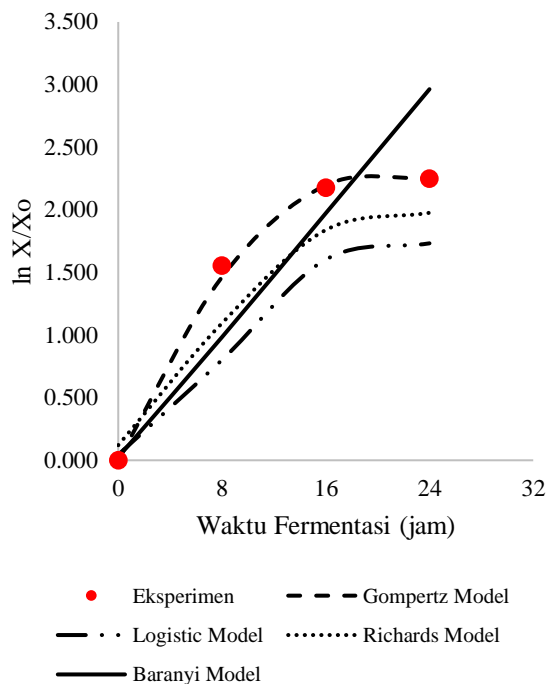 3.500
3.000
2.500
2.000
1.500
1.000
0.500
0.000
ln X/Xo
0 8 16 24 32
Waktu Fermentasi (jam)
Eksperimen Gompertz Model
Logistic Model Richards Model
Baranyi Model